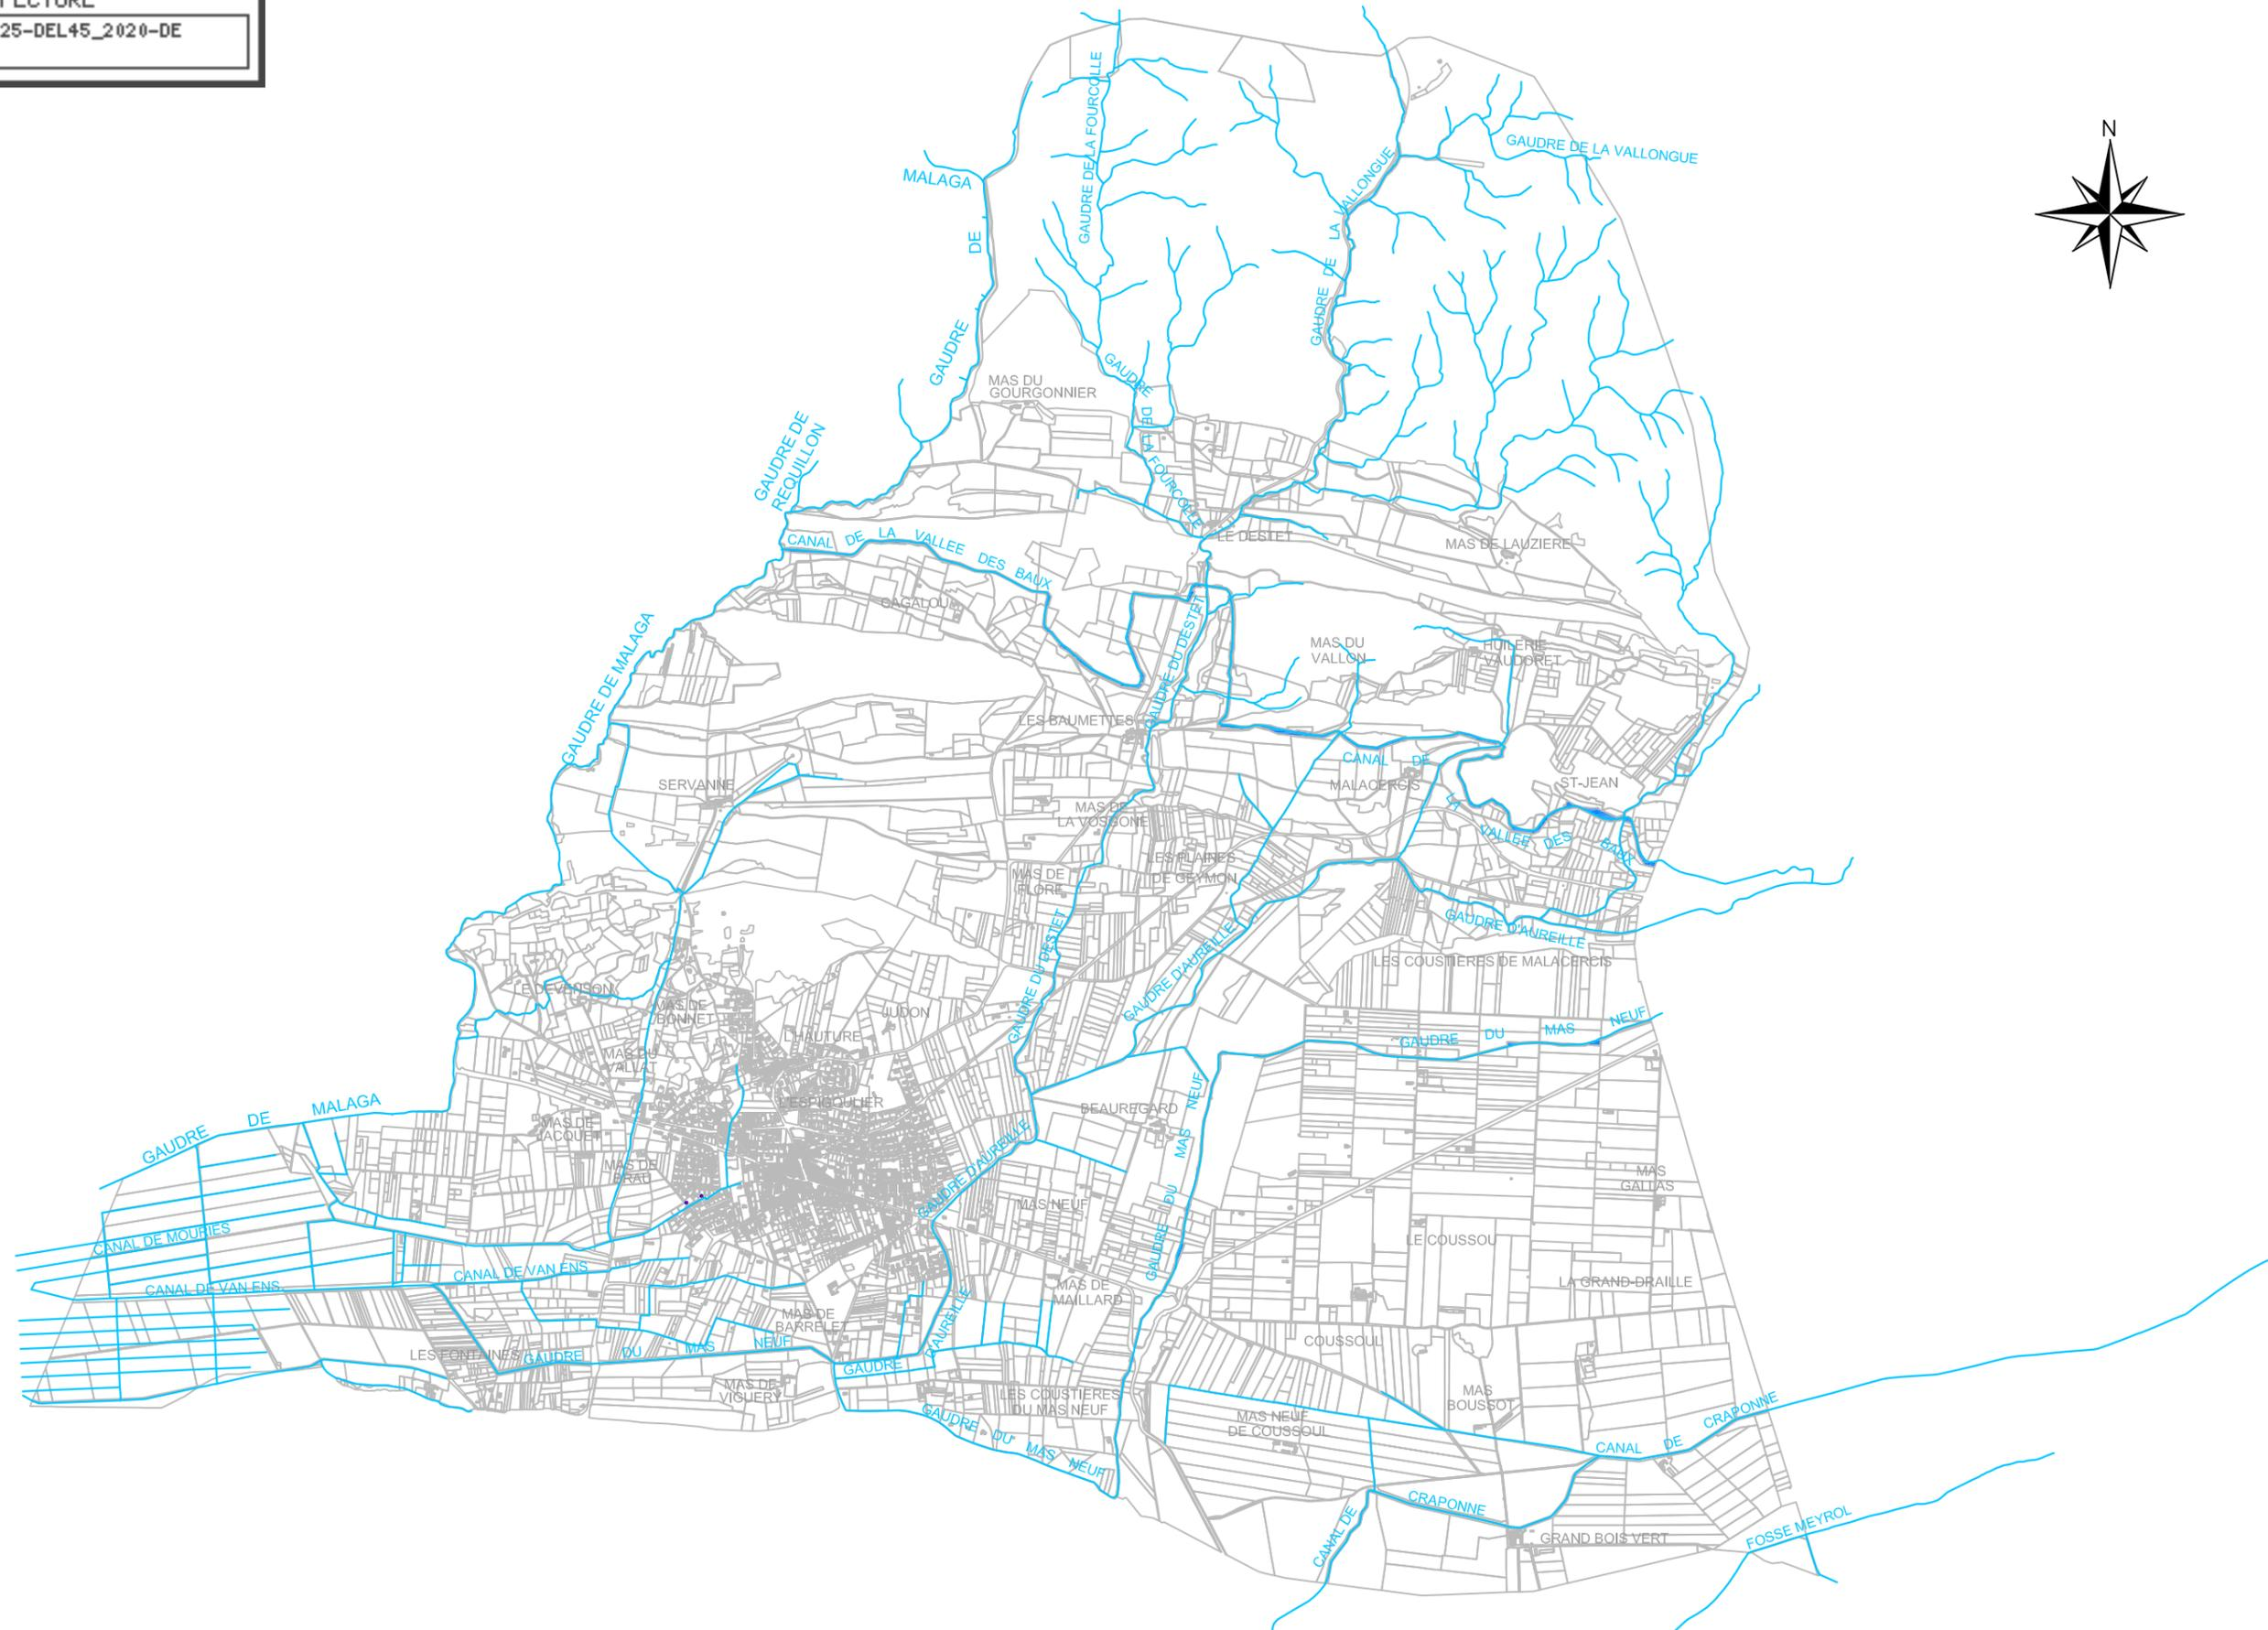 25-DEL45_2020-DE
N
GAUDRE DE LA FOURCOLLE
GAUDRE DE LA VALLONGUE
MALAGA
DE
GAUDRE
GAUDRE DE LA VALLONGUE
MAS DU
GOURGONNIER
GAUDRE
DE LA FOURCOLLE
GAUDRE DE
REQUILLON
CANAL DE LA VALLEE DES BAUX
LE DESTET
MAS DE LAUZIERE
CAGALOU
GAUDRE DE MALAGA
GAUDRE DU DESTET
MAS DU
VALLON
HUILERIE
VAUDORET
LES BAUMETTES
SERVANNE
CANAL DE
LA
VALLEE DES
BAUX
MALACERCIS
ST-JEAN
MAS DE
LA VOSGONE
LES PLAINES
DE GEYMON
MAS DE
FLORE
GAUDRE DU DESTET
GAUDRE D'AUREILLE
GAUDRE D'AUREILLE
LES COUSTIERES DE MALACERCIS
LE DEVENSON
MAS DE
BONNET
JUDON
L'HAUTURE
MAS DU
VALLAT
GAUDRE DU MAS NEUF
L'ESPIGOULIER
BEAUREGARD
GAUDRE DE MALAGA
MAS DE
JACQUET
MAS DE
BRAU
GAUDRE D'AUREILLE
GAUDRE DU MAS NEUF
MAS NEUF
MAS
GALLAS
LE COUSSOU
LA GRAND-DRAILLE
CANAL DE MOURIES
CANAL DE VAN ENS
CANAL DE VAN ENS
MAS DE
MAILLARD
MAS DE
BARRELET
COUSSOUL
LES FONTAINES
GAUDRE DU MAS NEUF
GAUDRE
D'AUREILLE
MAS DE
VIGUERY
LES COUSTIERES
DU MAS NEUF
GAUDRE DU MAS NEUF
MAS
BOUSSOT
MAS NEUF
DE COUSSOUL
CANAL DE CRAPONNE
CANAL DE
CRAPONNE
GRAND BOIS VERT
FOSSE MEYROL